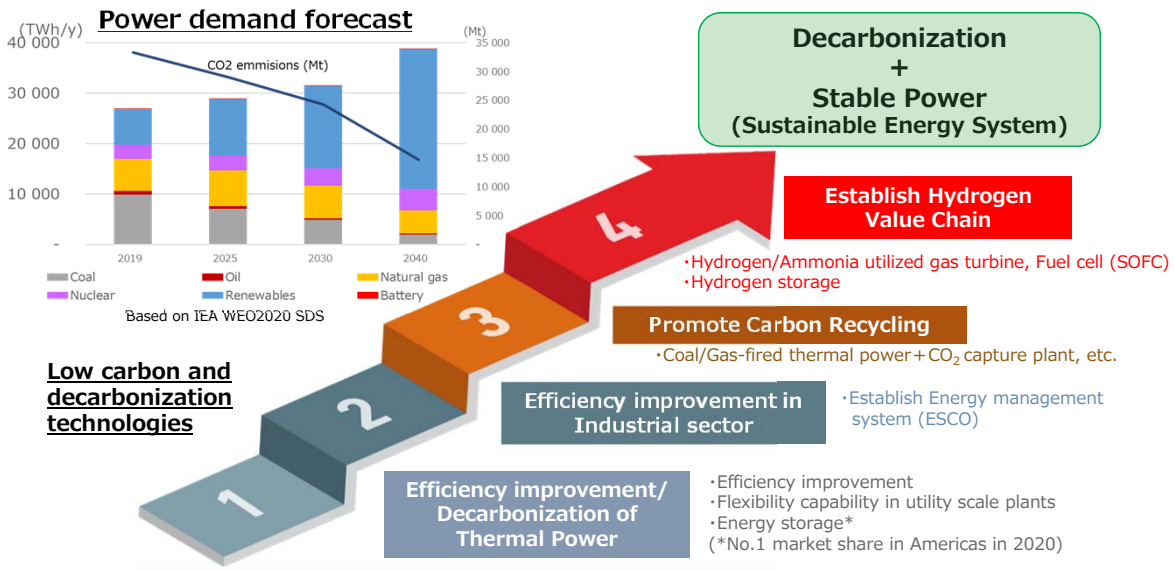 Power demand forecast
(TWh/y)
(Mt)
40 000
30 000
20 000
10 000
-
35 000
30 000
25 000
20 000
15 000
10 000
5 000
-
CO2 emmisions (Mt)
2019
2025
2030
2040
Coal
Oil
Natural gas
Nuclear
Renewables
Battery
Based on IEA WEO2020 SDS
Decarbonization
+
Stable Power
(Sustainable Energy System)
4
Establish Hydrogen
Value Chain
・Hydrogen/Ammonia utilized gas turbine, Fuel cell (SOFC)
・Hydrogen storage
3
Promote Carbon Recycling
・Coal/Gas-fired thermal power+CO₂ capture plant, etc.
Low carbon and
decarbonization
technologies
2
Efficiency improvement in
Industrial sector
・Establish Energy management
system (ESCO)
1
Efficiency improvement/
Decarbonization of
Thermal Power
・Efficiency improvement
・Flexibility capability in utility scale plants
・Energy storage*
(*No.1 market share in Americas in 2020)